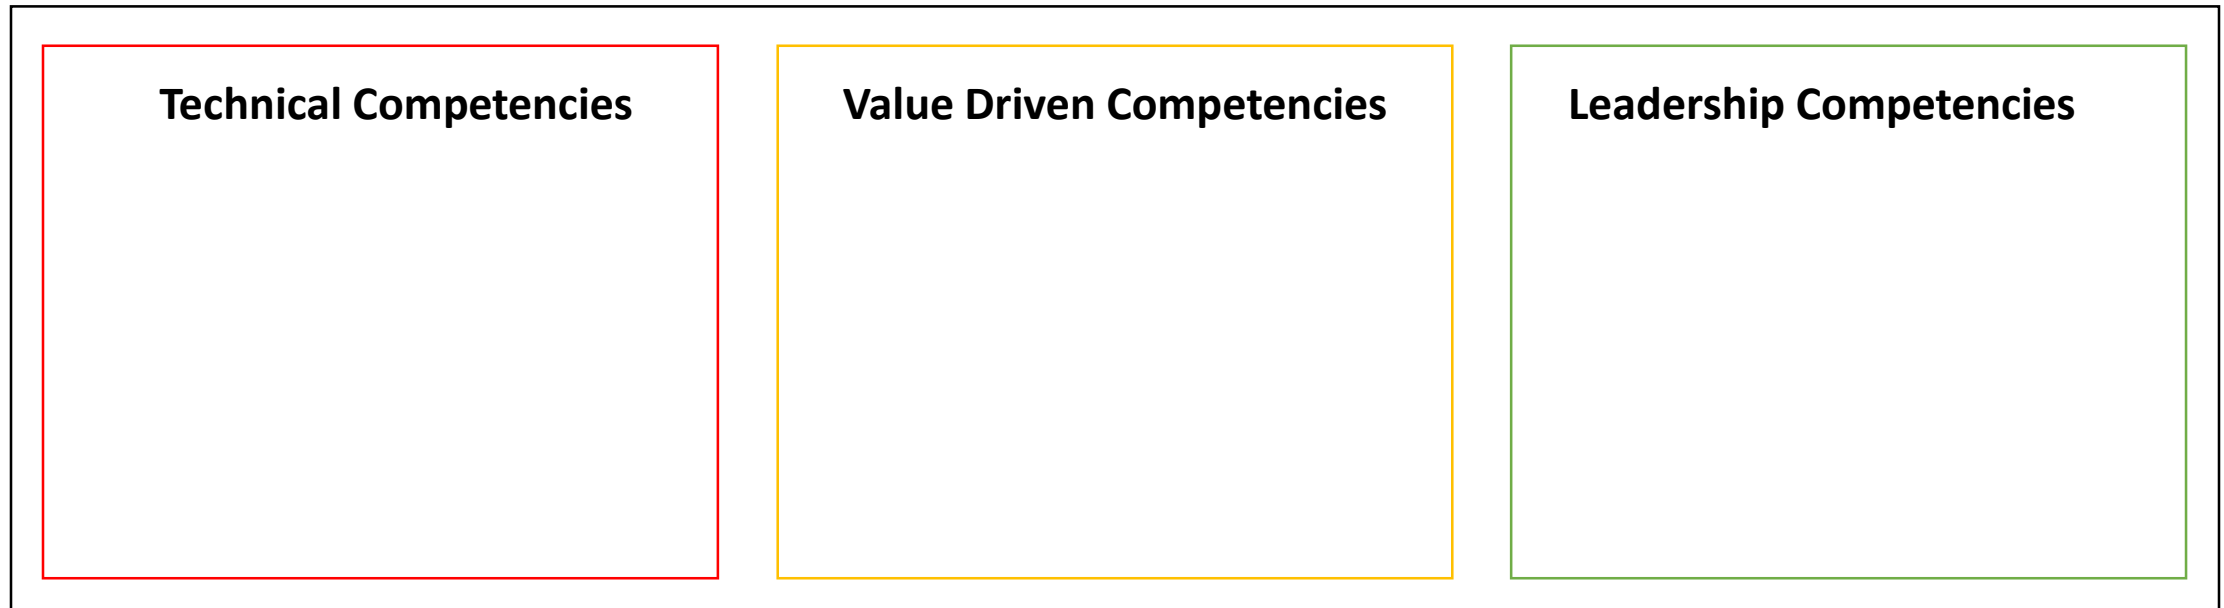 Technical Competencies
Value Driven Competencies
Leadership Competencies